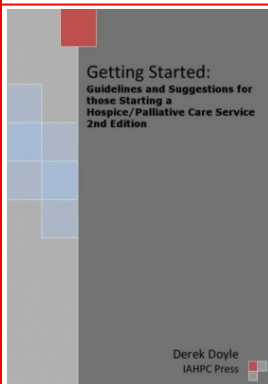 Getting Started:
Guidelines and Suggestions for
those Starting a
Hospice/Palliative Care Service
2nd Edition
Derek Doyle
IAHPC Press